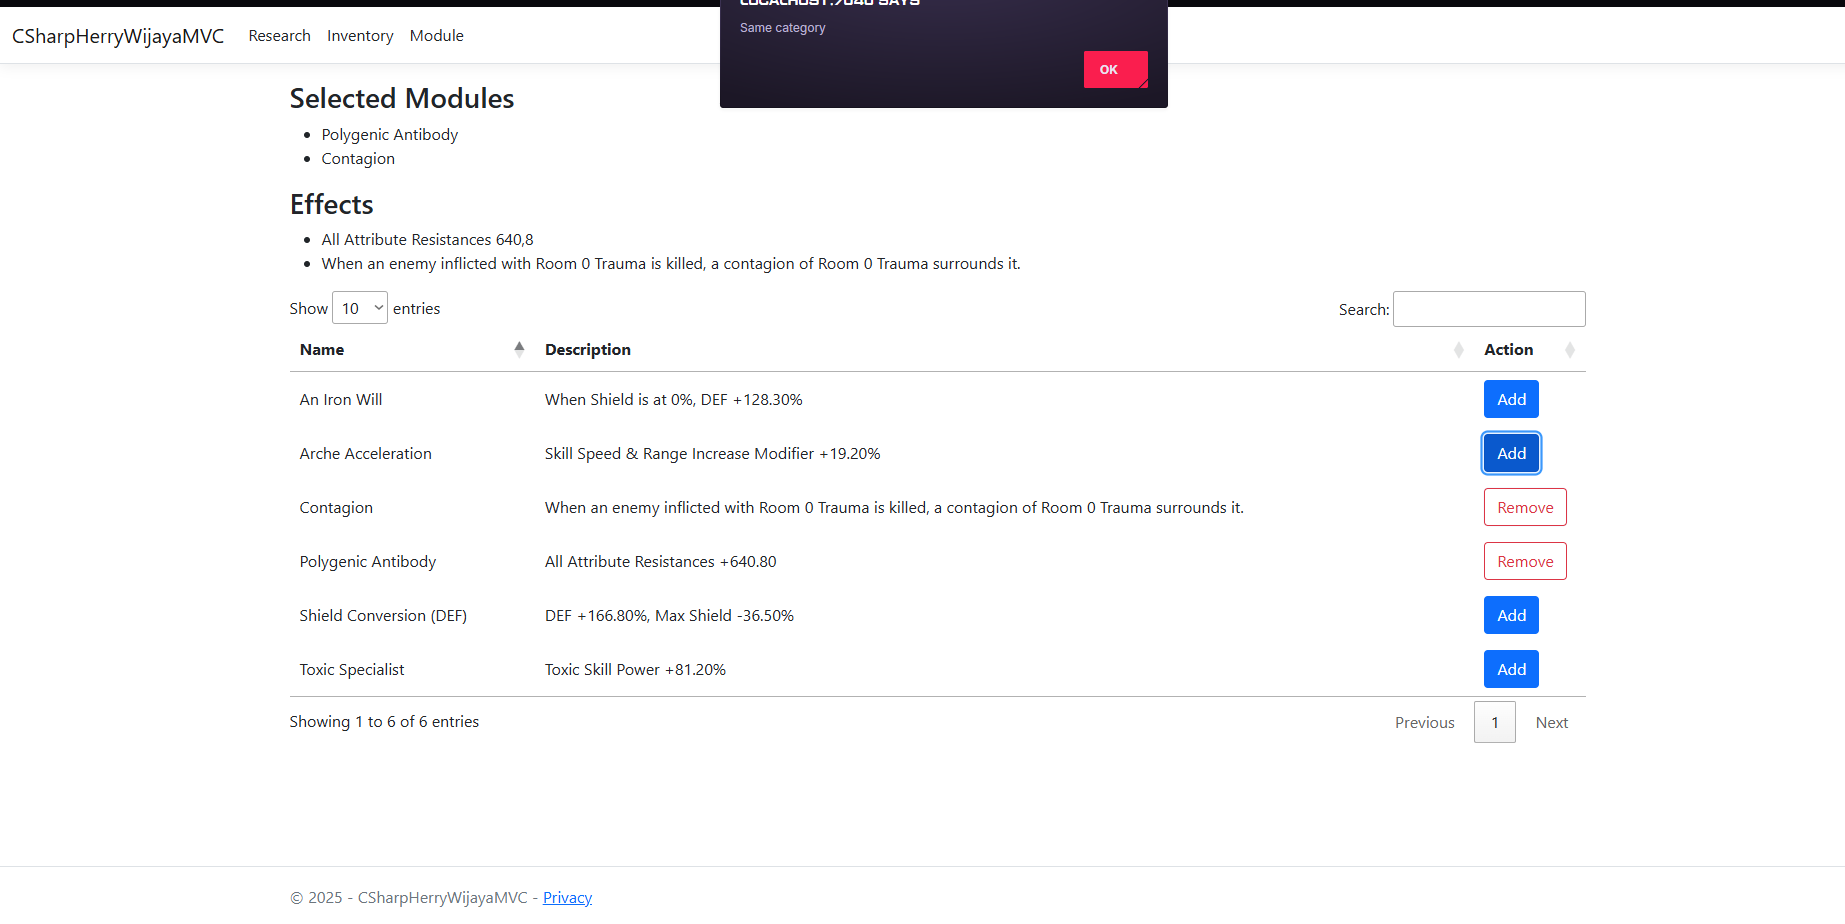 LOCALHOST:7040 SAYS
Same category
OK
CSharpHerryWijayaMVC Research Inventory Module
Selected Modules
Polygenic Antibody
Contagion
Effects
All Attribute Resistances 640,8
When an enemy inflicted with Room 0 Trauma is killed, a contagion of Room 0 Trauma surrounds it.
Show 10 entries Search:
Name Description Action
An Iron Will When Shield is at 0%, DEF +128.30% Add
Arche Acceleration Skill Speed & Range Increase Modifier +19.20% Add
Contagion When an enemy inflicted with Room 0 Trauma is killed, a contagion of Room 0 Trauma surrounds it. Remove
Polygenic Antibody All Attribute Resistances +640.80 Remove
Shield Conversion (DEF) DEF +166.80%, Max Shield -36.50% Add
Toxic Specialist Toxic Skill Power +81.20% Add
Showing 1 to 6 of 6 entries Previous 1 Next
© 2025 - CSharpHerryWijayaMVC - Privacy